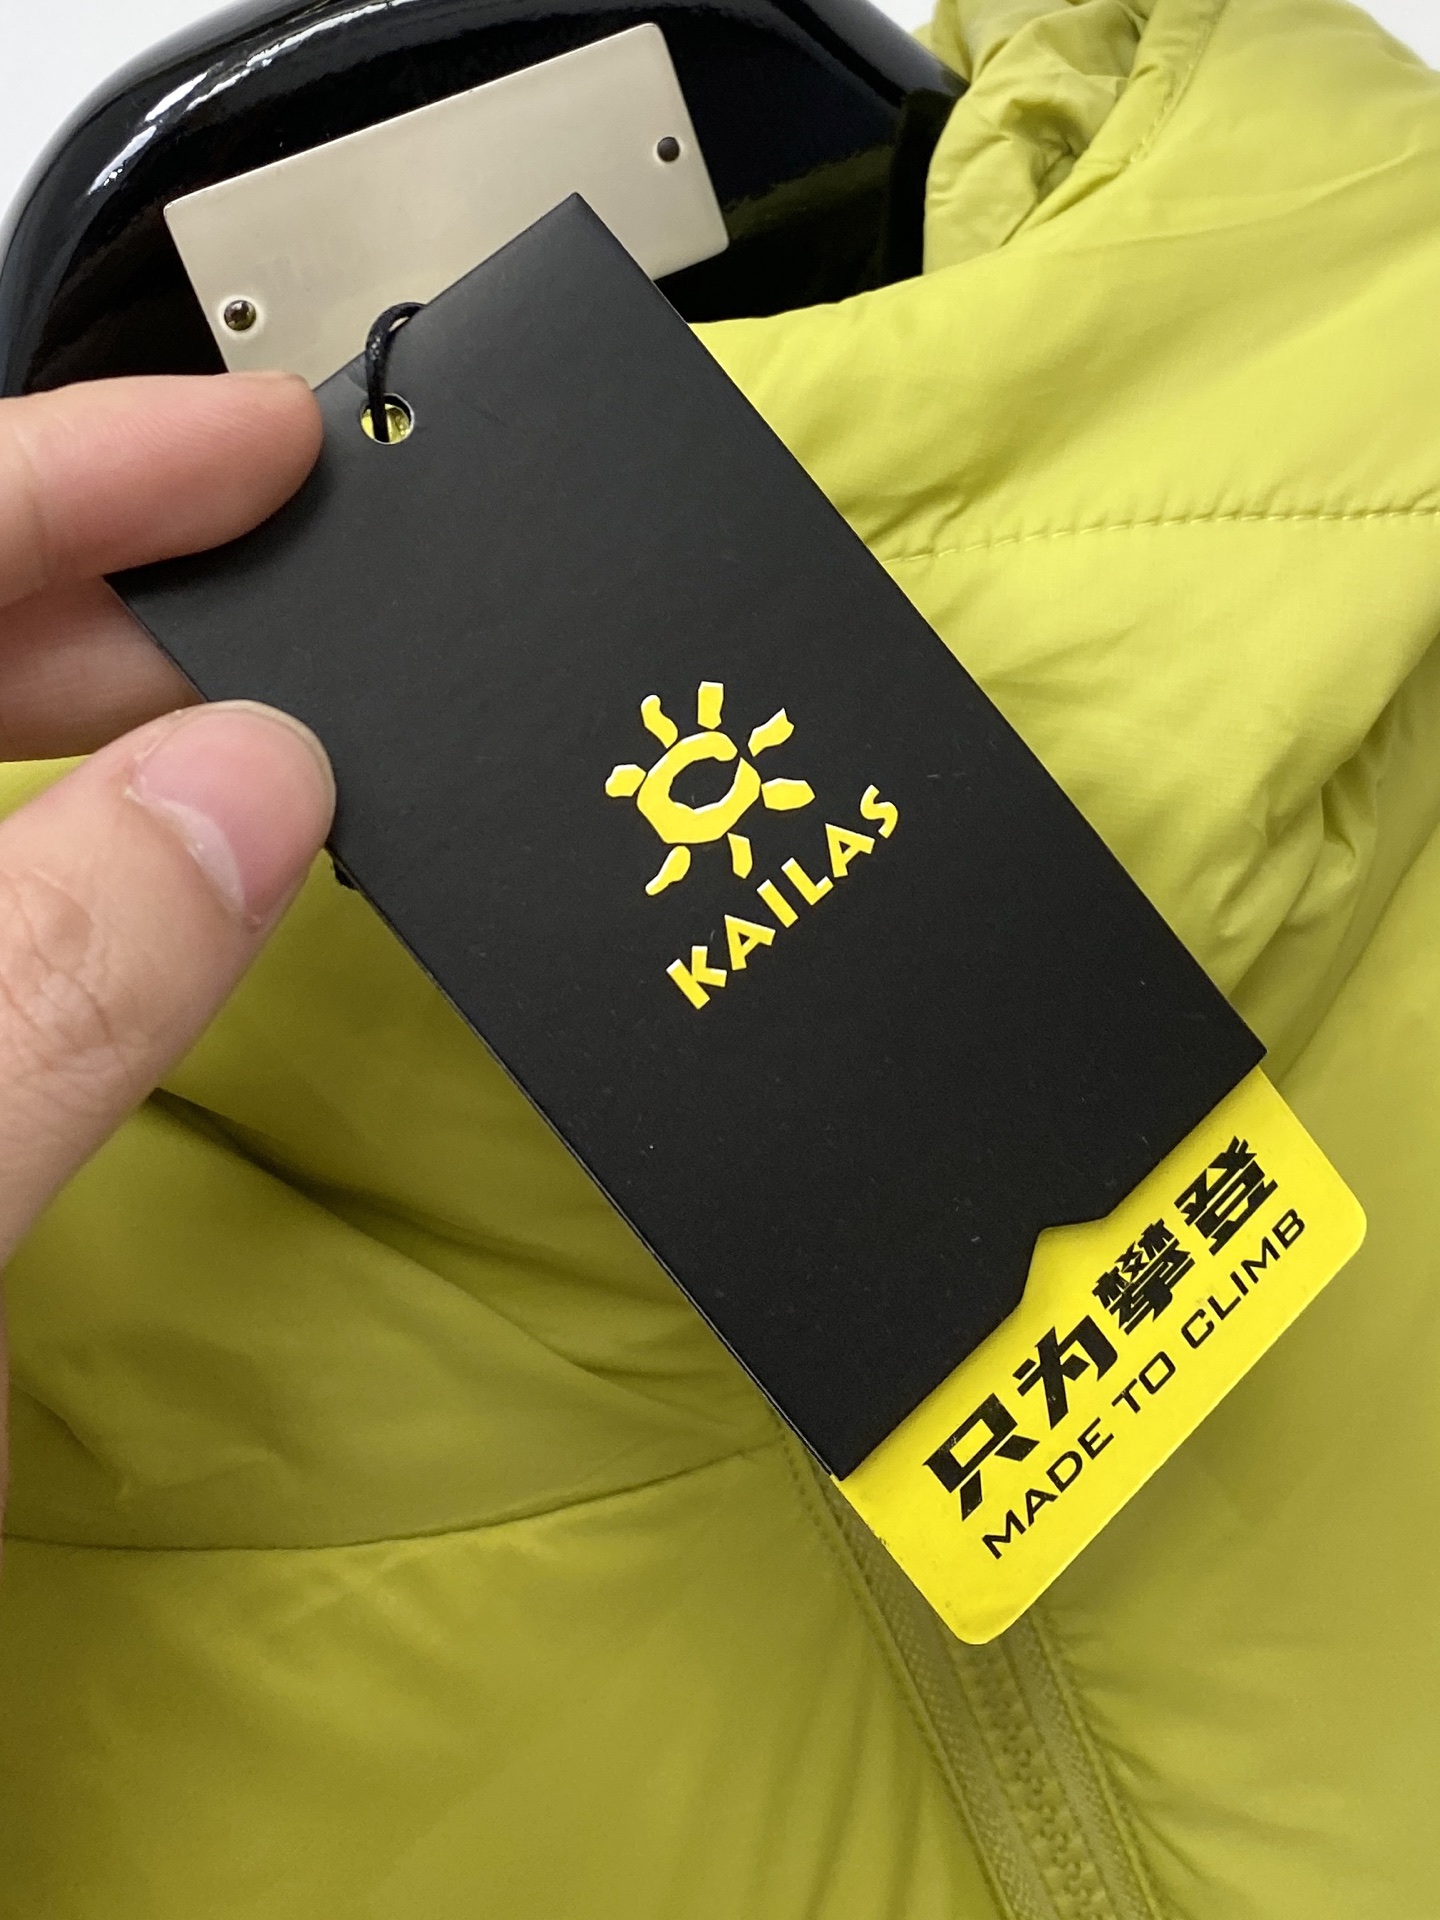 KAILAS
只为攀登
MADE TO CLIMB